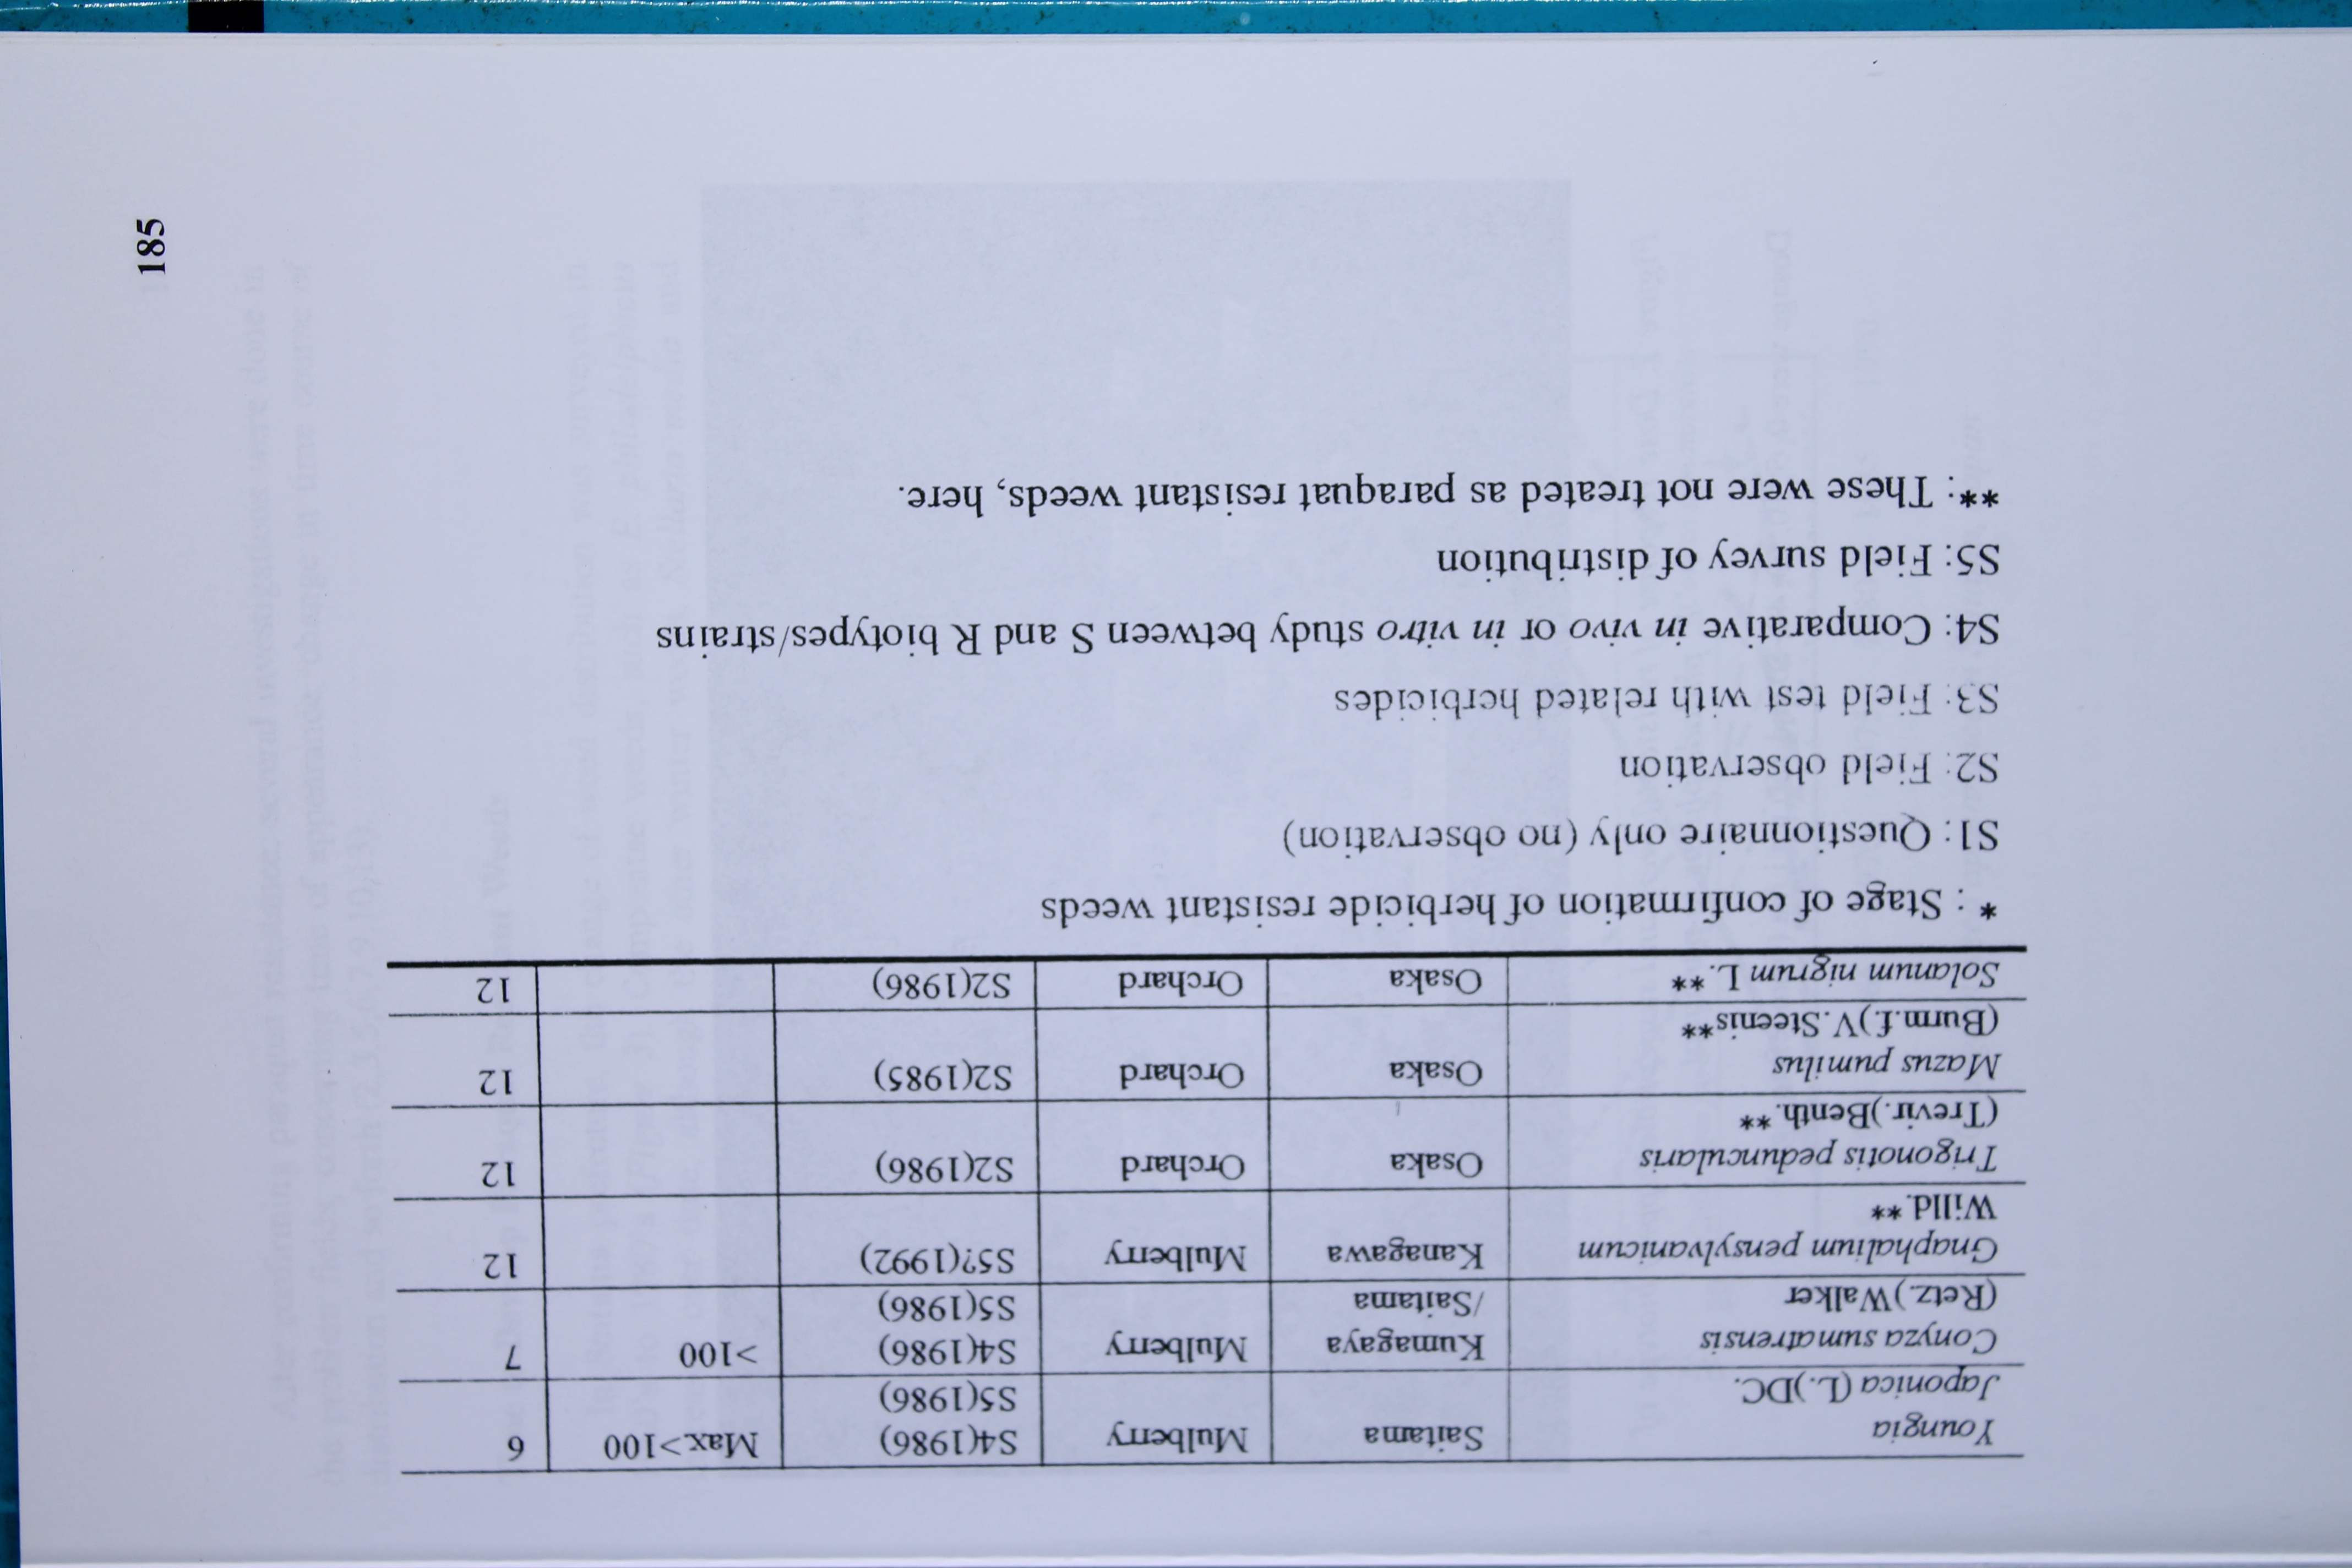 Youngia Saitama Mulberry S4(1986) Max.>100 6
Japonica (L.)DC. S5(1986)
Conyza sumatrensis Kumagaya Mulberry S4(1986) >100 7
(Retz.) Walker /Saitama S5(1986)
Gnaphalium pensylvanicum Kanagawa Mulberry S5?(1992) 12
Willd.**
Trigonotis peduncularis Osaka Orchard S2(1986) 12
(Trevir.)Benth.**
Mazus pumilus Osaka Orchard S2(1985) 12
(Burm.f.)V.Steenis**
Solanum nigrum L.** Osaka Orchard S2(1986) 12
* : Stage of confirmation of herbicide resistant weeds
S1: Questionnaire only (no observation)
S2: Field observation
S3: Field test with related herbicides
S4: Comparative in vivo or in vitro study between S and R biotypes/strains
S5: Field survey of distribution
**: These were not treated as paraquat resistant weeds, here.
185